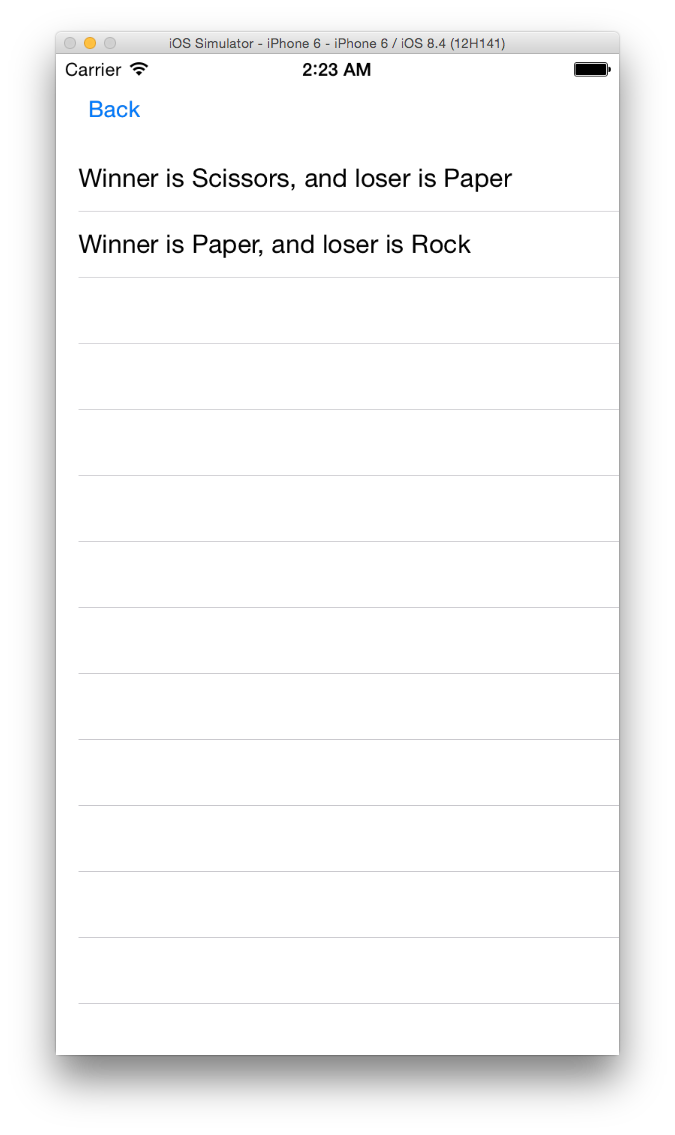 iOS Simulator - iPhone 6 - iPhone 6 / iOS 8.4 (12H141)
Carrier 2:23 AM
Back
Winner is Scissors, and loser is Paper
Winner is Paper, and loser is Rock